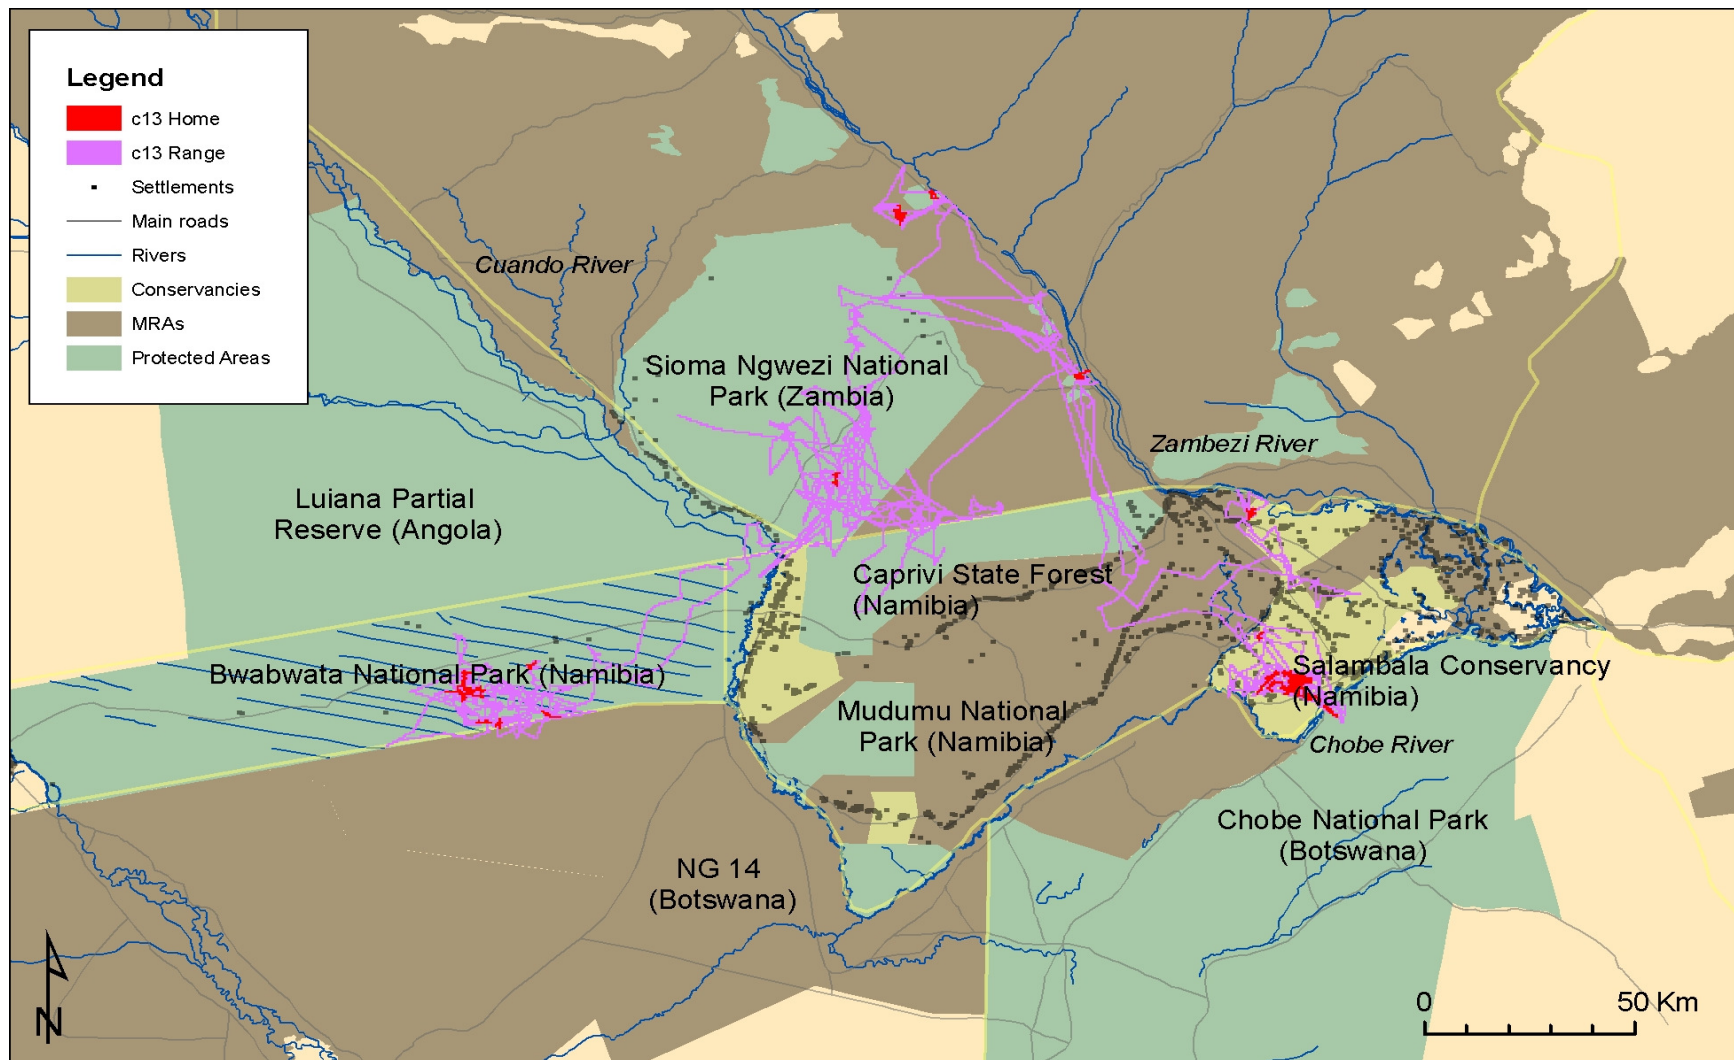 Legend
c13 Home
c13 Range
Settlements
Main roads
Rivers
Conservancies
MRAs
Protected Areas
Cuando River
Sioma Ngwezi National
Park (Zambia)
Zambezi River
Luiana Partial
Reserve (Angola)
Caprivi State Forest
(Namibia)
Bwabwata National Park (Namibia)
Salambala Conservancy
(Namibia)
Mudumu National
Park (Namibia)
Chobe River
Chobe National Park
(Botswana)
NG 14
(Botswana)
N
0 50 Km